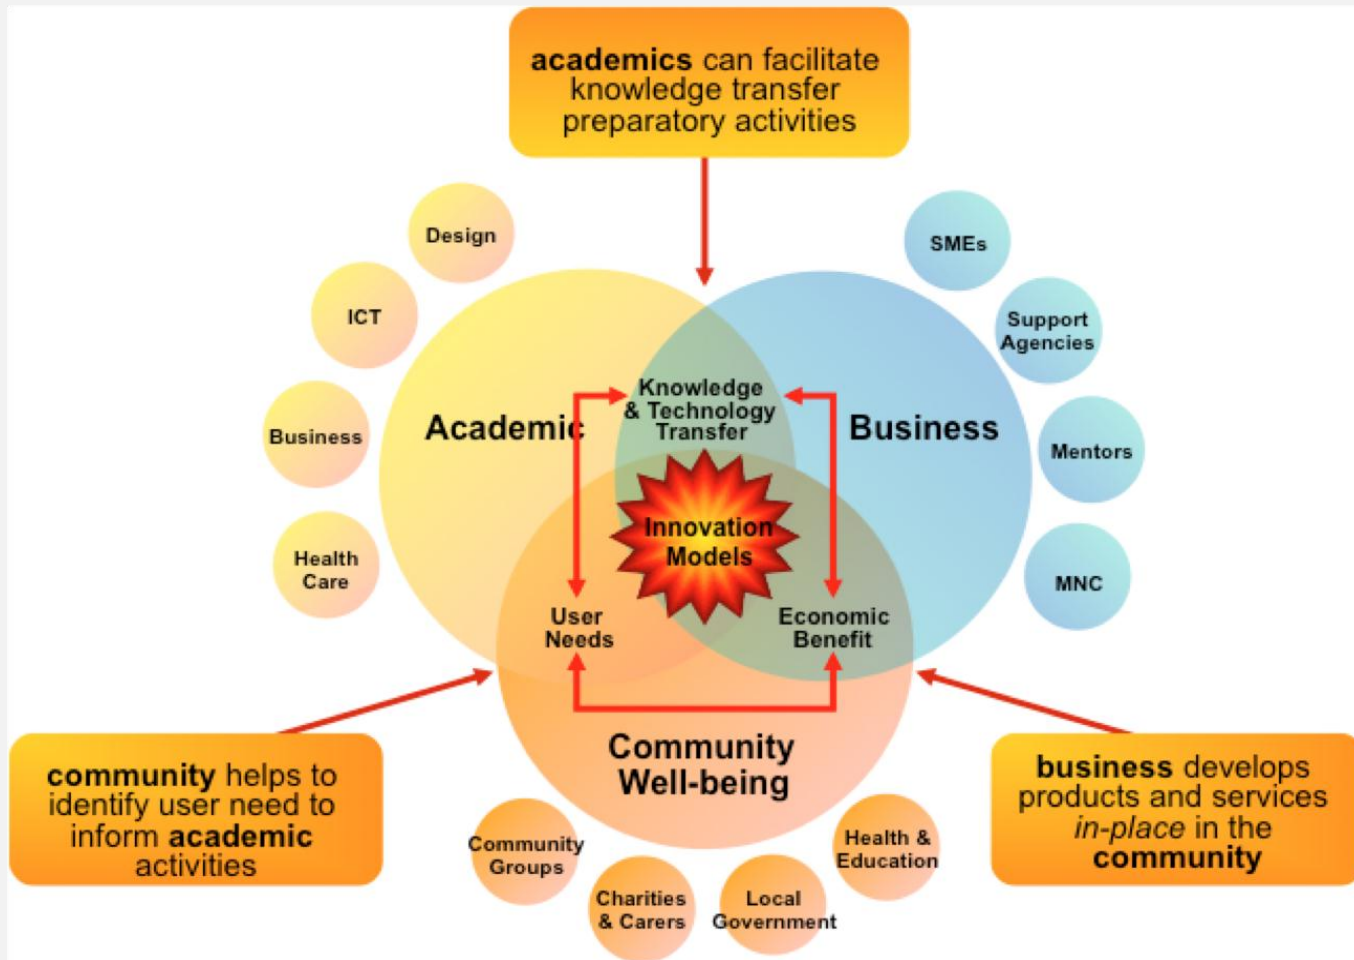 academics can facilitate
knowledge transfer
preparatory activities
Design
SMEs
ICT
Support
Agencies
Knowledge
& Technology
Transfer
Academic
Business
Business
Mentors
Innovation
Models
Health
Care
MNC
User
Needs
Economic
Benefit
Community
Well-being
community helps to
identify user need to
inform academic
activities
business develops
products and services
in-place in the
community
Community
Groups
Charities
& Carers
Local
Government
Health &
Education